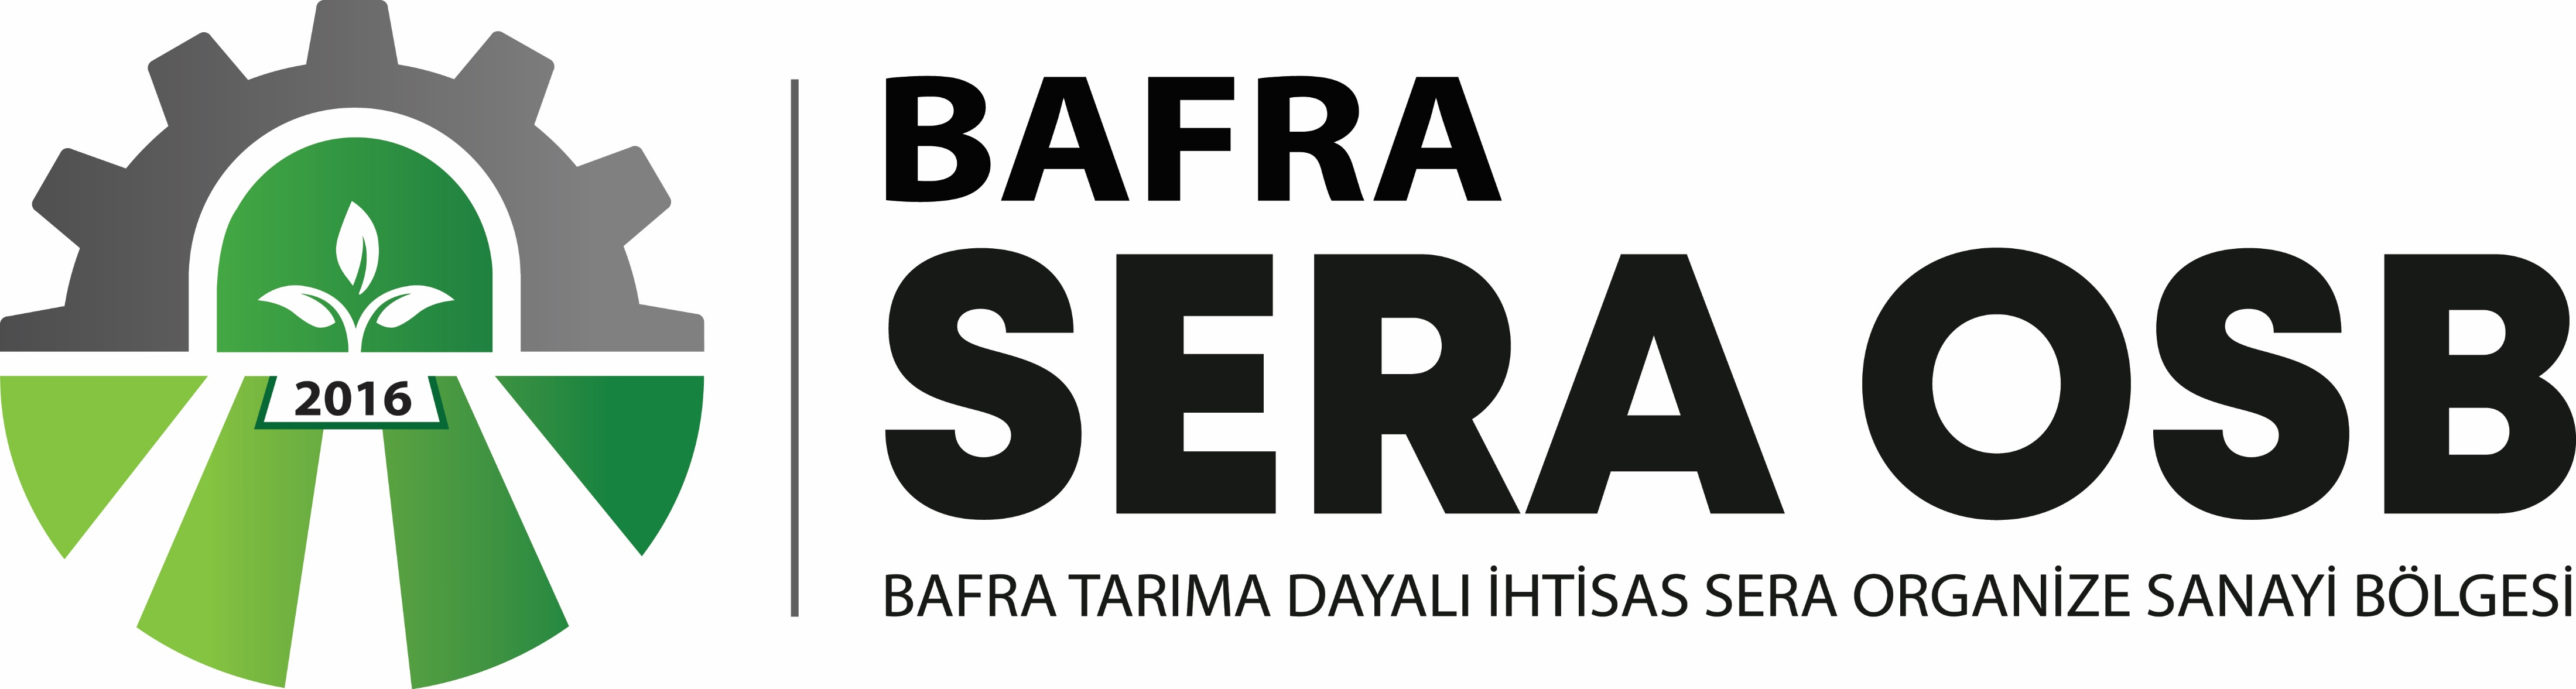 2016
BAFRA
SERA OSB
BAFRA TARIMA DAYALI İHTİSAS SERA ORGANİZE SANAYİ BÖLGESİ